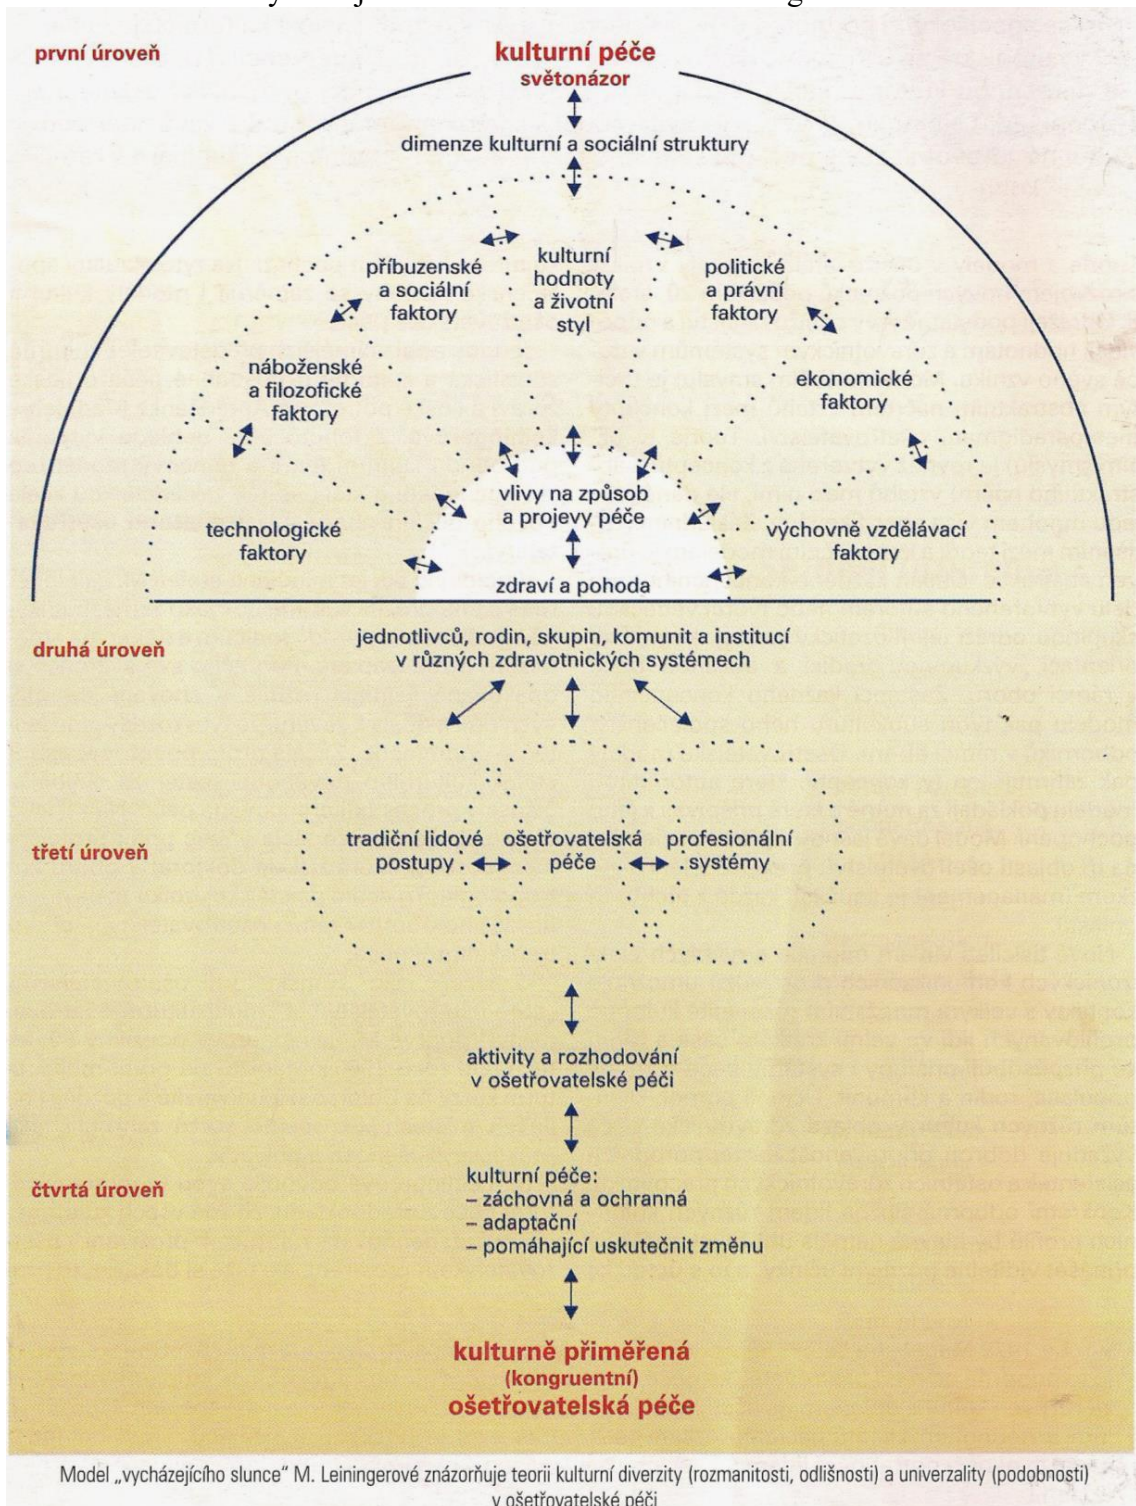 první úroveň
kulturní péče
světonázor
dimenze kulturní a sociální struktury
příbuzenské
a sociální
faktory
kulturní
hodnoty
a životní
styl
politické
a právní
faktory
náboženské
a filozofické
faktory
ekonomické
faktory
technologické
faktory
vlivy na způsob
a projevy péče
výchovně vzdělávací
faktory
zdraví a pohoda
druhá úroveň
jednotlivců, rodin, skupin, komunit a institucí
v různých zdravotnických systémech
třetí úroveň
tradiční lidové
postupy
ošetřovatelská
péče
profesionální
systémy
aktivity a rozhodování
v ošetřovatelské péči
čtvrtá úroveň
kulturní péče:
– záchovná a ochranná
– adaptační
– pomáhající uskutečnit změnu
kulturně přiměřená
(kongruentní)
ošetřovatelská péče
Model „vycházejícího slunce“ M. Leiningerové znázorňuje teorii kulturní diverzity (rozmanitosti, odlišnosti) a univerzality (podobnosti)
v ošetřovatelské péči